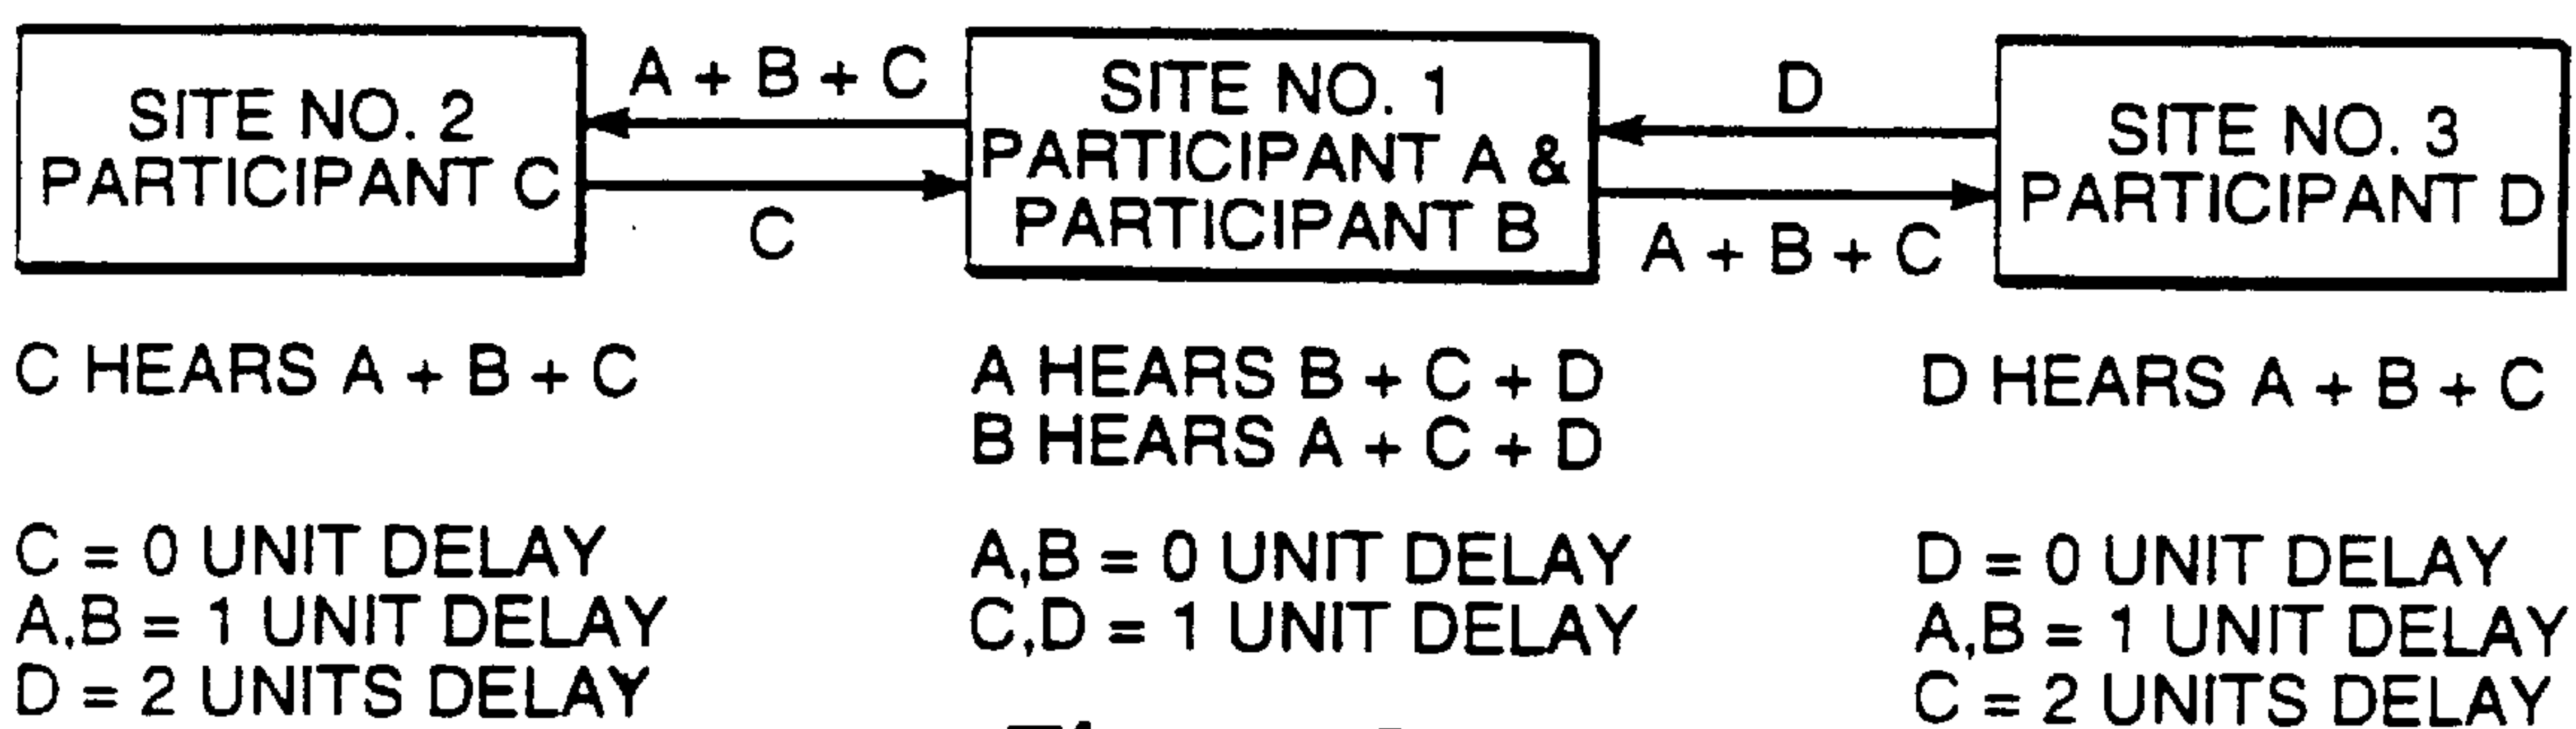 SITE NO. 2
PARTICIPANT C
A + B + C
C
SITE NO. 1
PARTICIPANT A &
PARTICIPANT B
D
A + B + C
SITE NO. 3
PARTICIPANT D
C HEARS A + B + C
A HEARS B + C + D
B HEARS A + C + D
D HEARS A + B + C
C = 0 UNIT DELAY
A,B = 1 UNIT DELAY
D = 2 UNITS DELAY
A,B = 0 UNIT DELAY
C,D = 1 UNIT DELAY
D = 0 UNIT DELAY
A,B = 1 UNIT DELAY
C = 2 UNITS DELAY